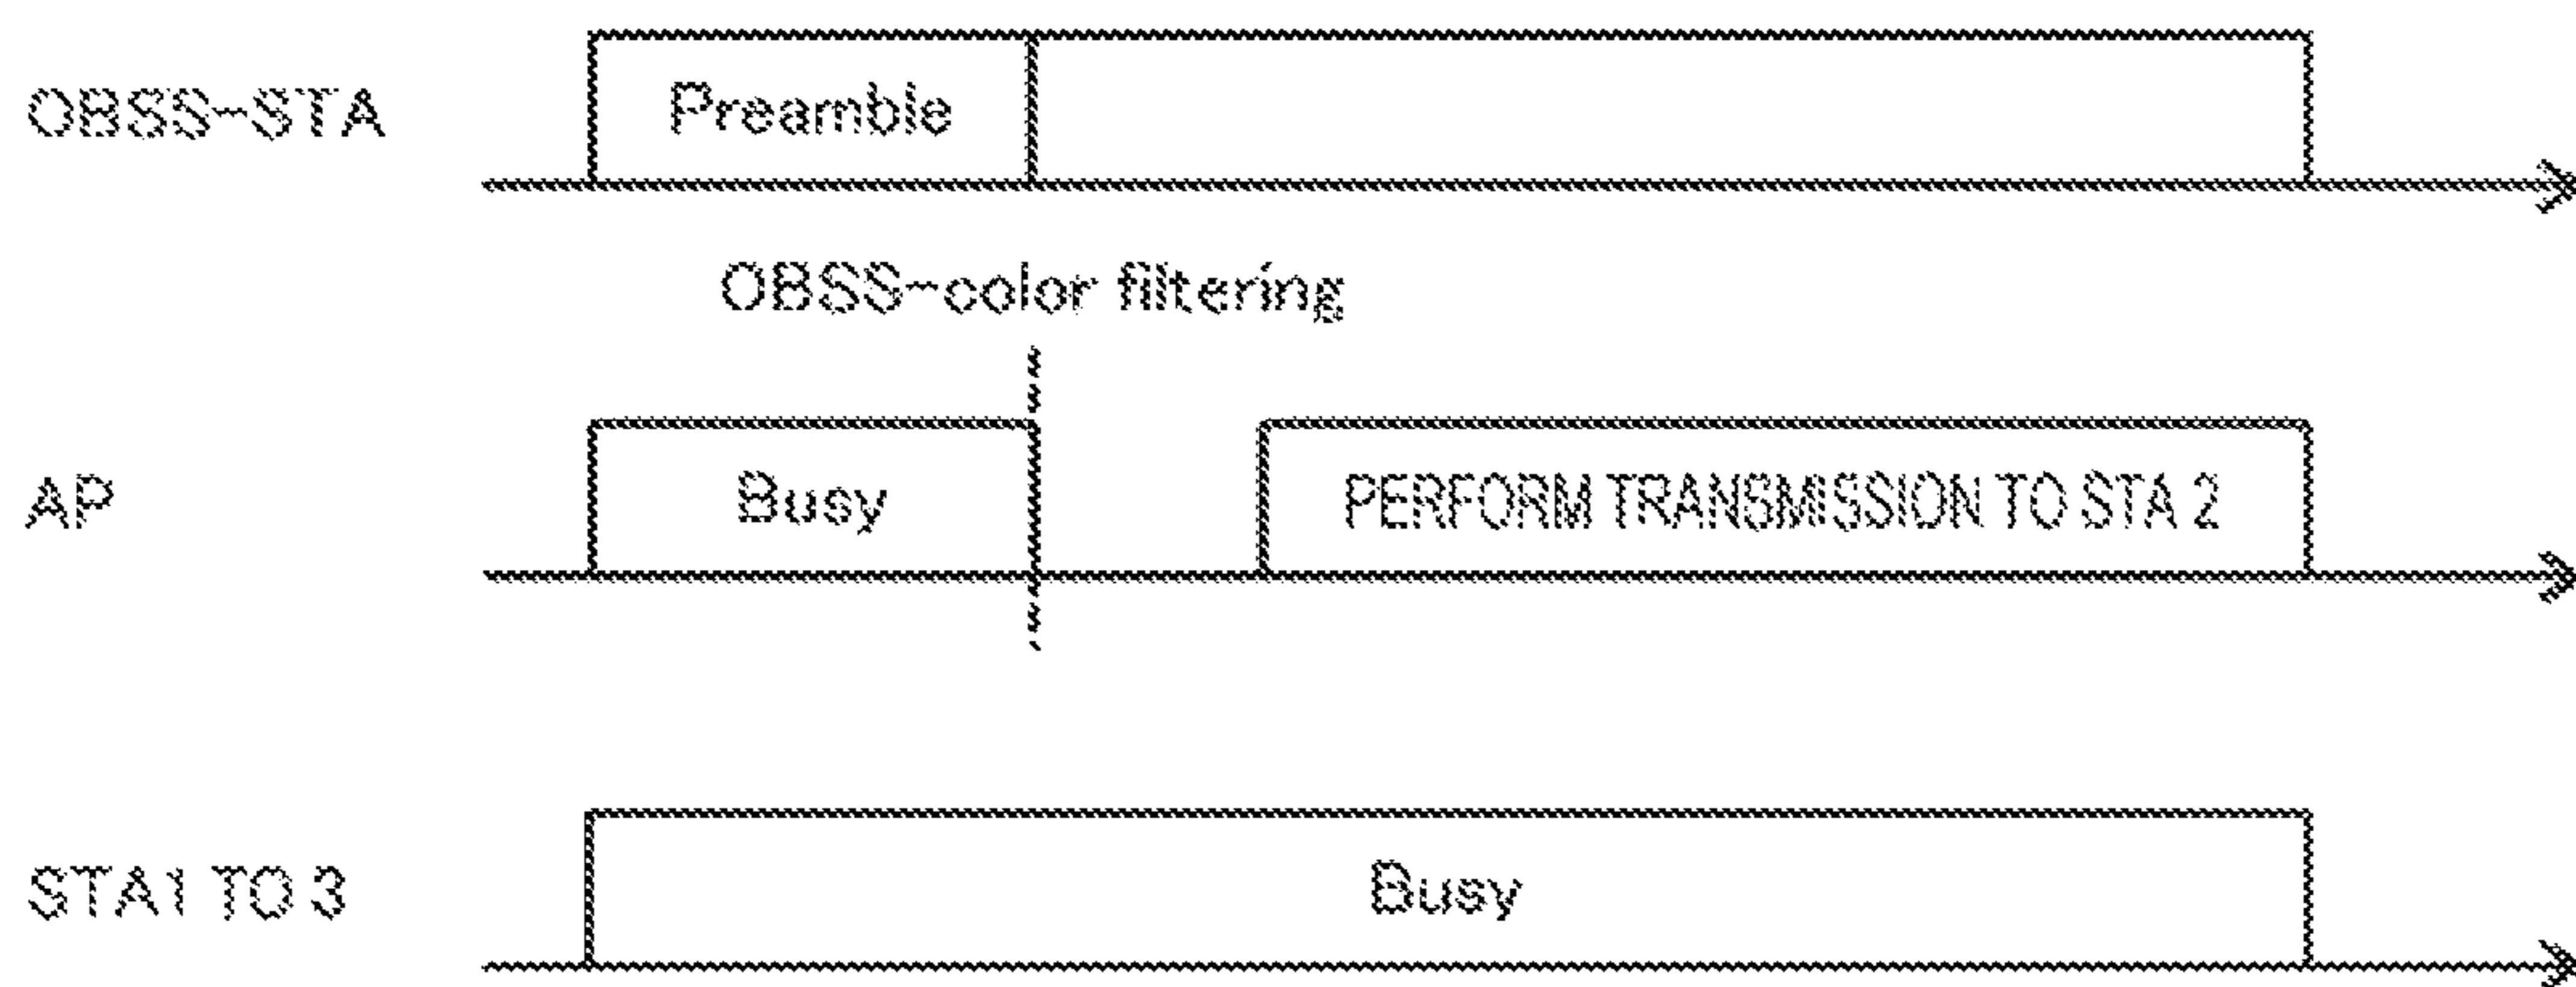 OBSS-STA
Preamble
OBSS-color filtering
AP
Busy
PERFORM TRANSMISSION TO STA 2
STA1 TO 3
Busy